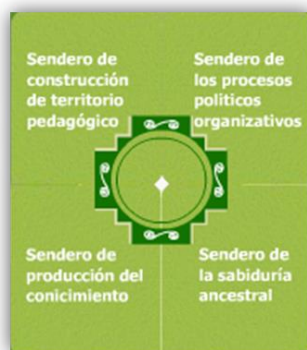 Sendero de
construcción
de territorio
pedagógico
Sendero de
los procesos
políticos
organizativos
Sendero de
producción del
conicimiento
Sendero de
la sabiduría
ancestral